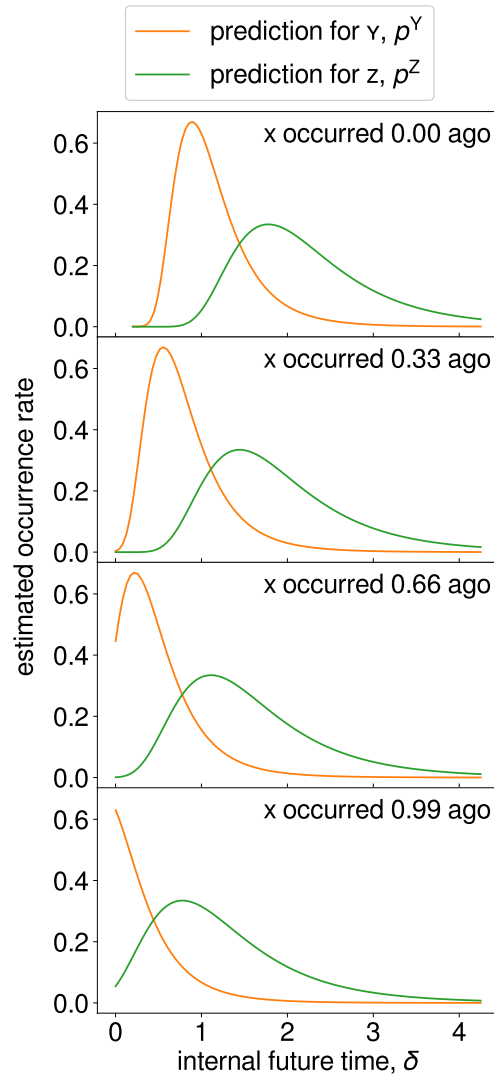 prediction for Y, p^Y
prediction for Z, p^Z
x occurred 0.00 ago
0.6
0.4
0.2
0.0
x occurred 0.33 ago
0.6
0.4
0.2
0.0
x occurred 0.66 ago
0.6
0.4
0.2
0.0
x occurred 0.99 ago
0.6
0.4
0.2
0.0
estimated occurrence rate
0 1 2 3 4
internal future time, δ